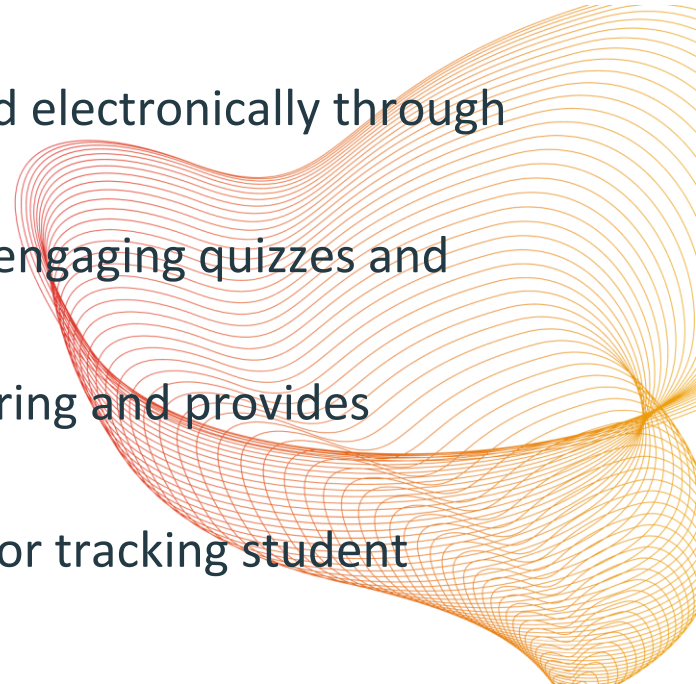 d electronically through
engaging quizzes and
ring and provides
or tracking student